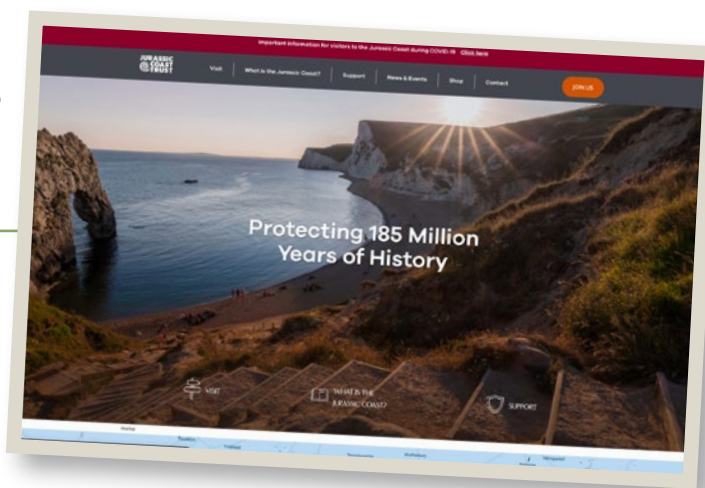 Important information for visitors to the Jurassic Coast during COVID-19 Click here
JURASSIC
COAST
TRUST
Visit
What is the Jurassic Coast?
Support
News & Events
Shop
Contact
JOIN US
Protecting 185 Million
Years of History
VISIT
WHAT IS THE
JURASSIC COAST?
SUPPORT